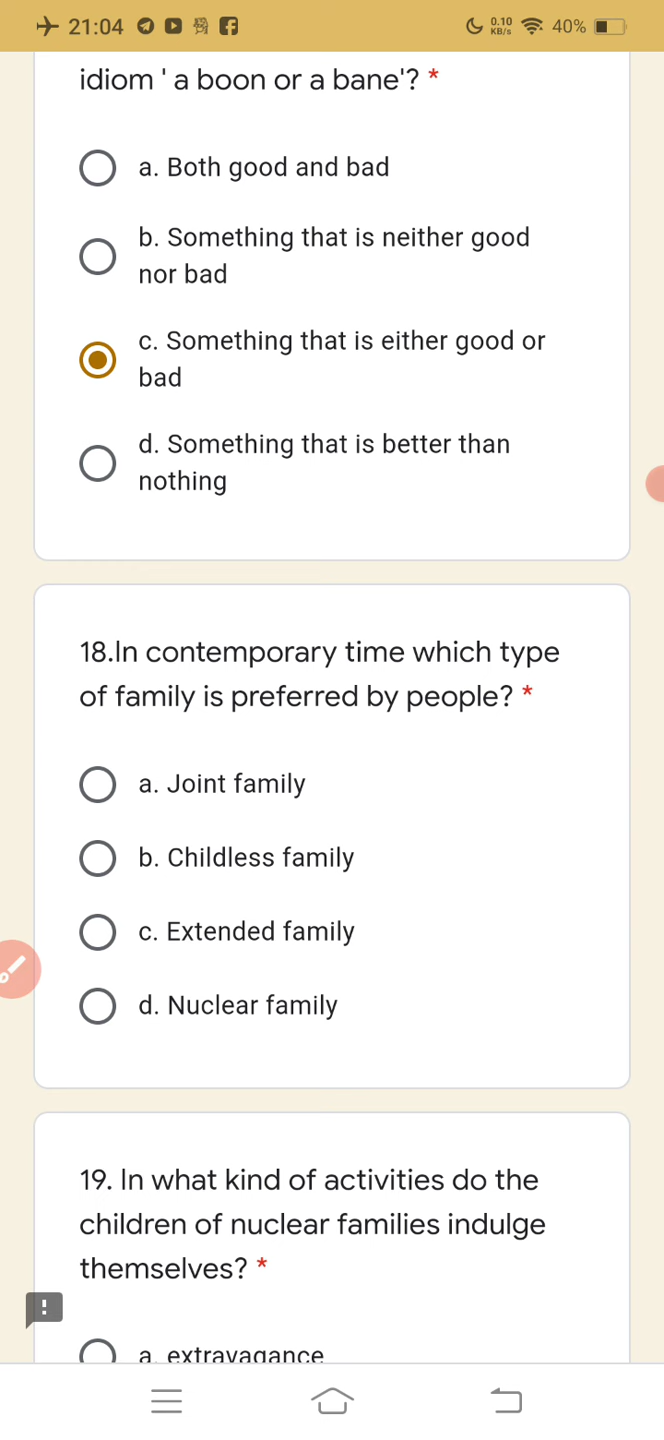 21:04
0.10
KB/s
40%
idiom ' a boon or a bane'? *
a. Both good and bad
b. Something that is neither good
nor bad
c. Something that is either good or
bad
d. Something that is better than
nothing
18.In contemporary time which type
of family is preferred by people? *
a. Joint family
b. Childless family
c. Extended family
d. Nuclear family
19. In what kind of activities do the
children of nuclear families indulge
themselves? *
a. extravagance